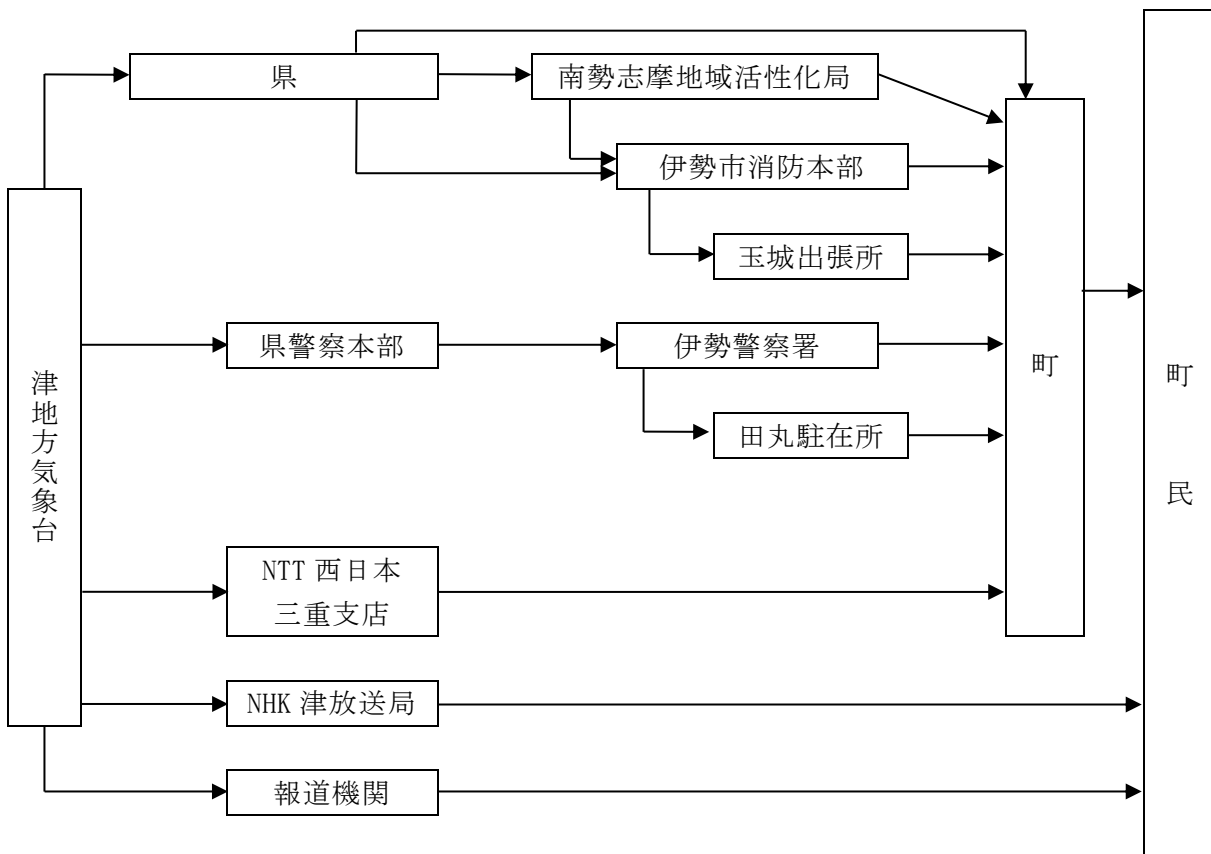 県
南勢志摩地域活性化局
伊勢市消防本部
玉城出張所
県警察本部
伊勢警察署
田丸駐在所
津地方気象台
NTT 西日本
三重支店
NHK 津放送局
報道機関
町
町民